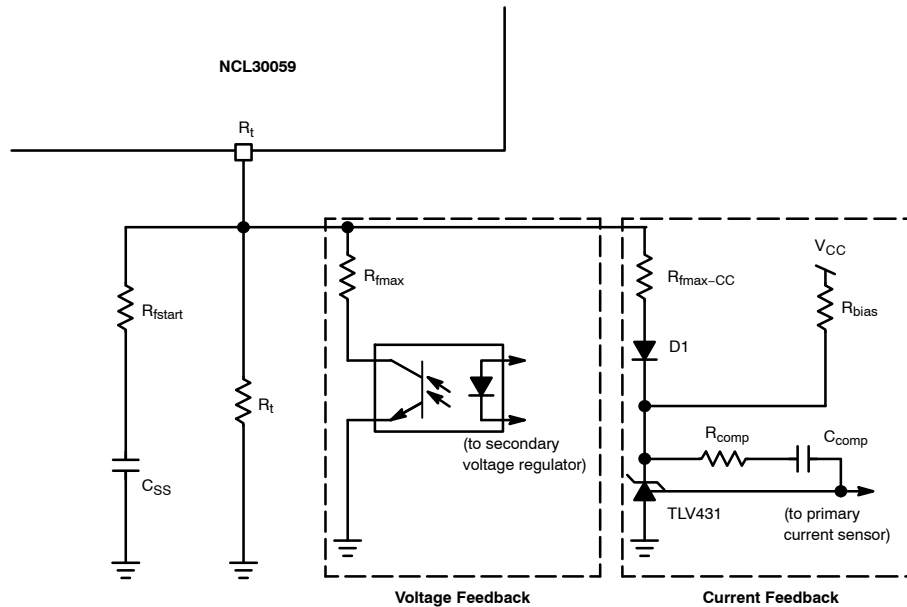 NCL30059
Rt
Rfstart
CSS
Rt
Rfmax
(to secondary
voltage regulator)
Rfmax−CC
D1
VCC
Rbias
Rcomp
Ccomp
TLV431
(to primary
current sensor)
Voltage Feedback
Current Feedback